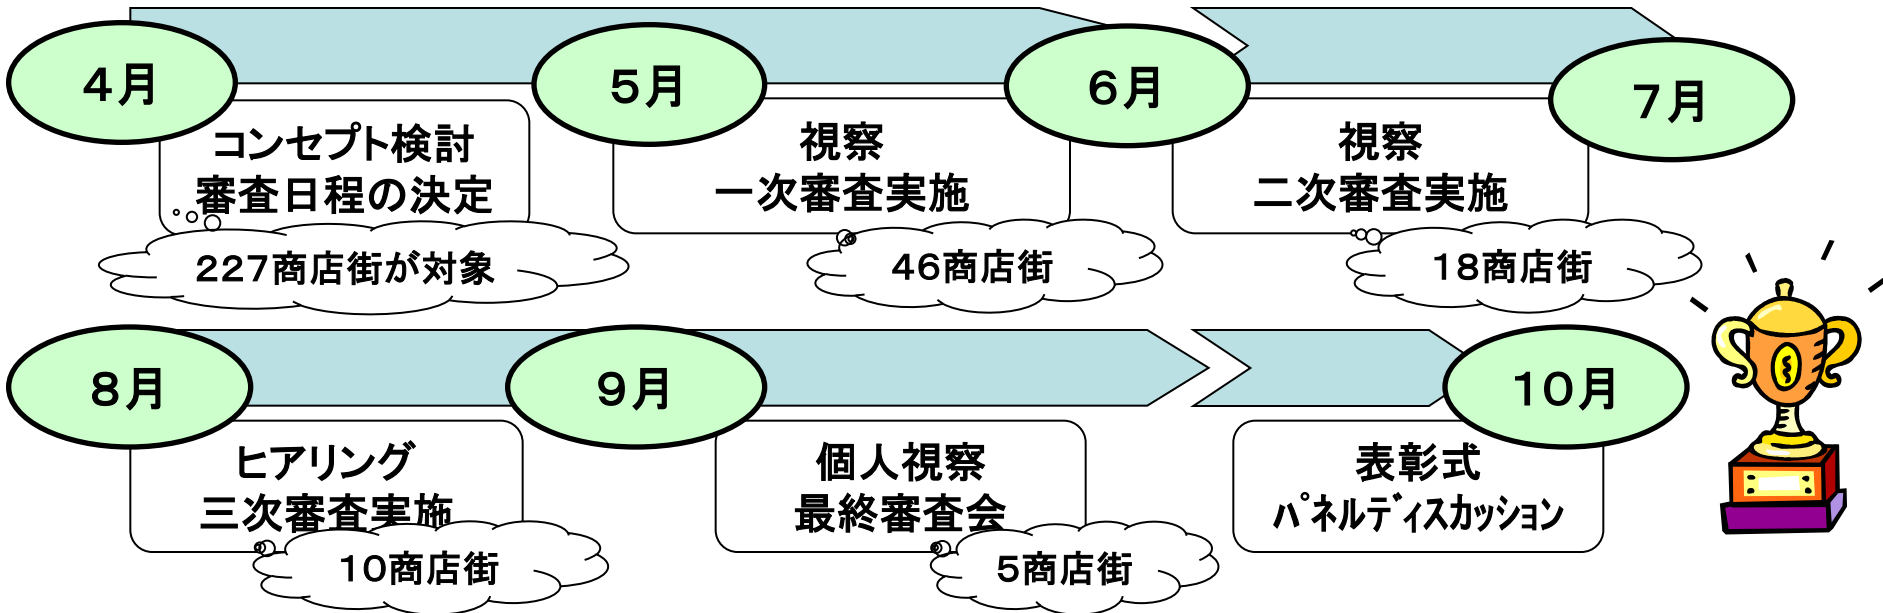 ４月
５月
６月
７月
コンセプト検討
審査日程の決定
227商店街が対象
視察
一次審査実施
46商店街
視察
二次審査実施
18商店街
８月
９月
10月
ヒアリング
三次審査実施
10商店街
個人視察
最終審査会
5商店街
表彰式
ﾊﾟﾈﾙﾃﾞｨｽｶｯｼｮﾝ